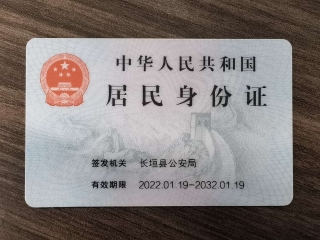 中华人民共和国
居民身份证
签发机关 长垣县公安局
有效期限 2022.01.19-2032.01.19